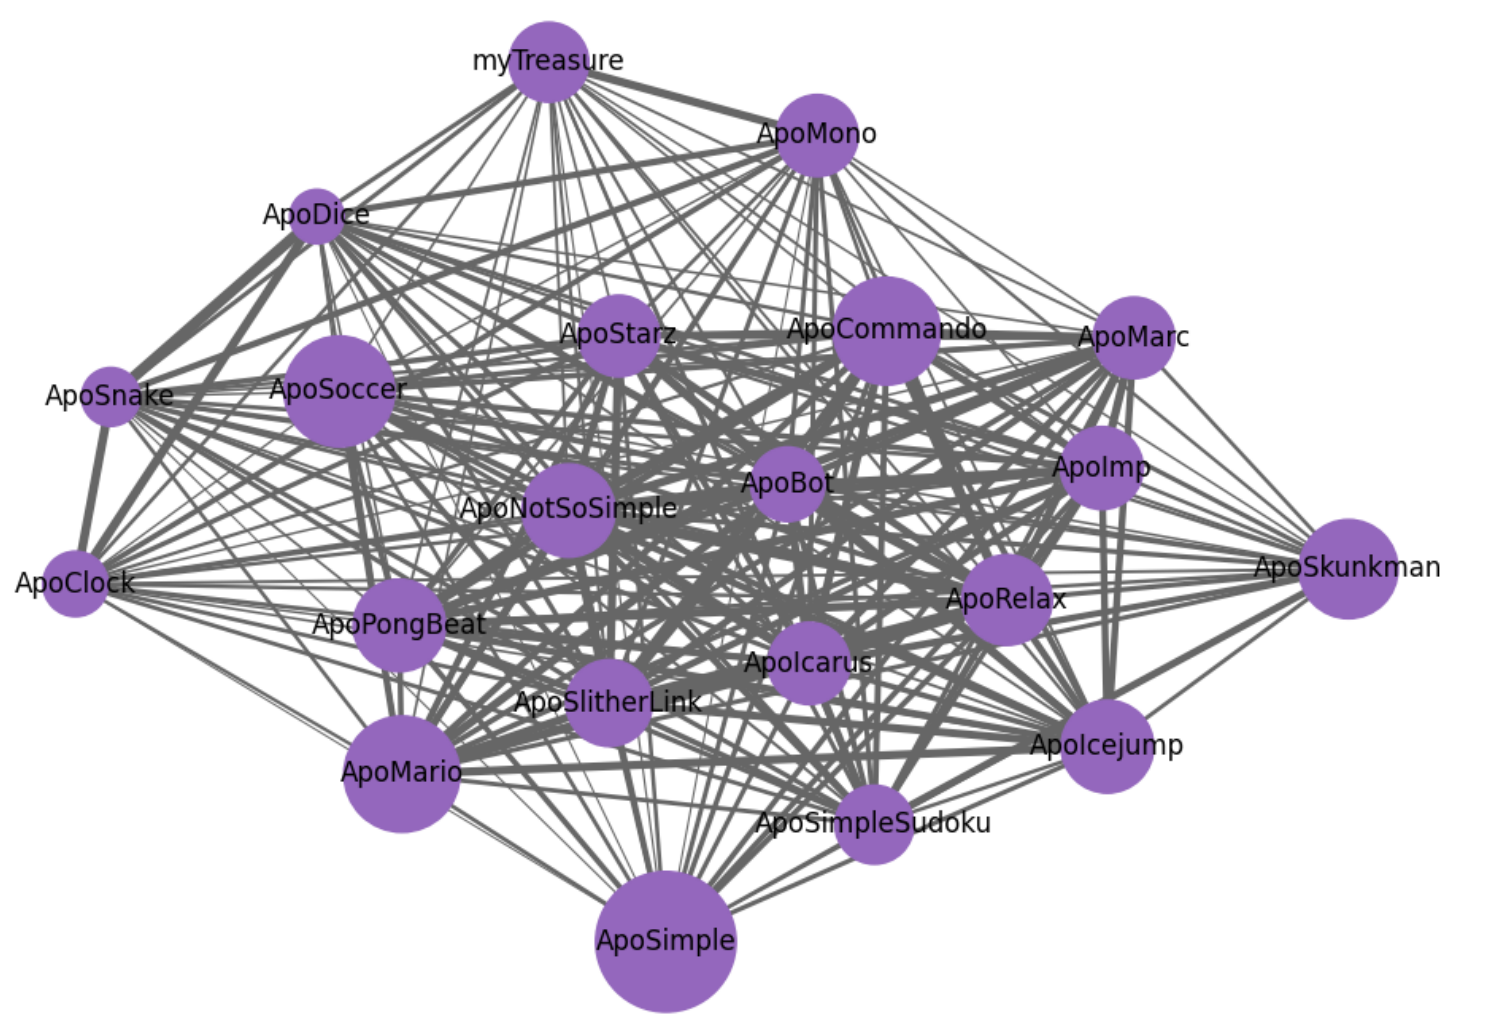 myTreasure
ApoMono
ApoDice
ApoStarz
ApoCommando
ApoMarc
ApoSnake
ApoSoccer
ApoImp
ApoBot
ApoNotSoSimple
ApoSkunkman
ApoClock
ApoRelax
ApoPongBeat
ApoIcarus
ApoSlitherLink
ApoIcejump
ApoMario
ApoSimpleSudoku
ApoSimple